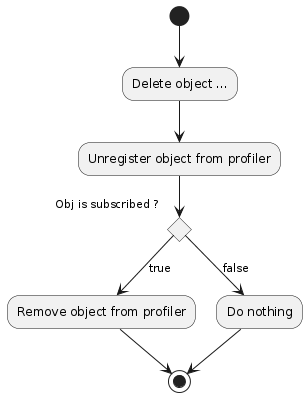 Delete object ...
Unregister object from profiler
Obj is subscribed ?
true
false
Remove object from profiler
Do nothing